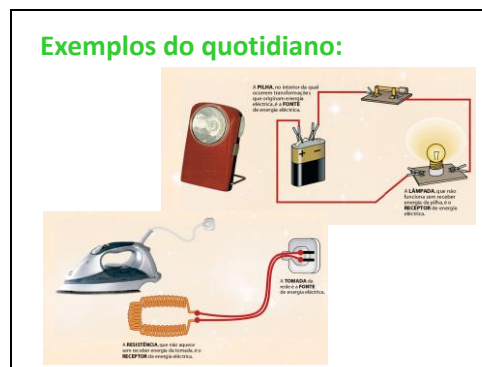 Exemplos do quotidiano:
A PILHA, no interior da qual
ocorrem transformações
que originam energia
eléctrica, é a FONTE
de energia eléctrica.
A LÂMPADA, que não
funciona sem receber
energia da pilha, é o
RECEPTOR de energia
eléctrica.
A TOMADA da
rede é a FONTE
de energia eléctrica.
A RESISTÊNCIA, que não aquece
sem receber energia da tomada, é o
RECEPTOR de energia eléctrica.